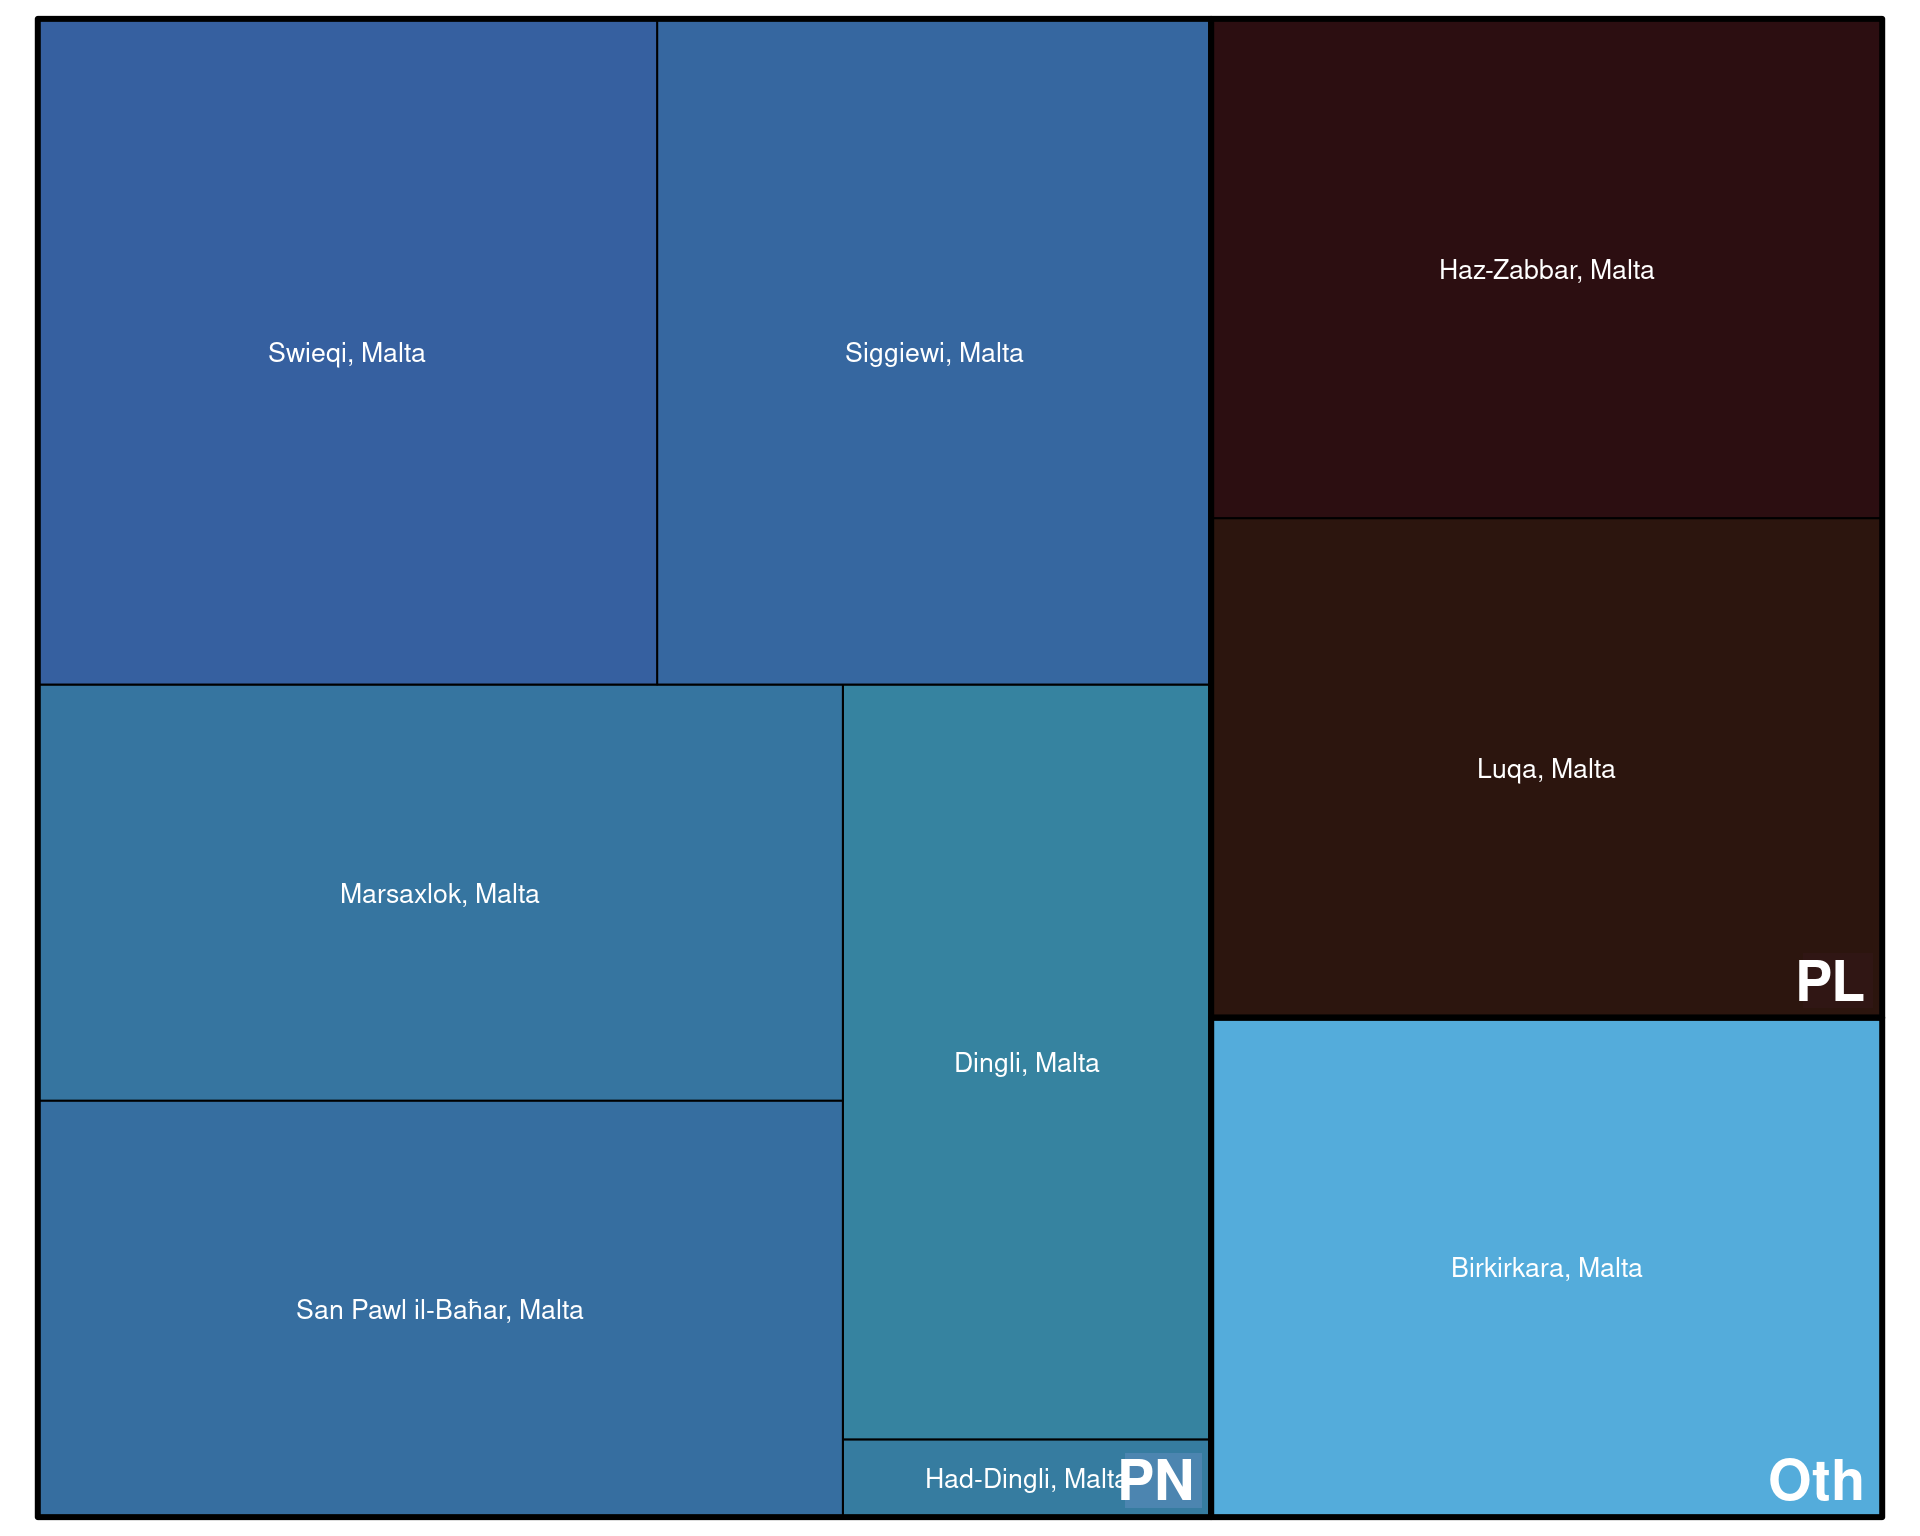 Swieqi, Malta
Siggiewi, Malta
Haz-Zabbar, Malta
Luqa, Malta
Marsaxlok, Malta
PL
Dingli, Malta
Birkirkara, Malta
San Pawl il-Baħar, Malta
Had-Dingli, Malta
PN
Oth